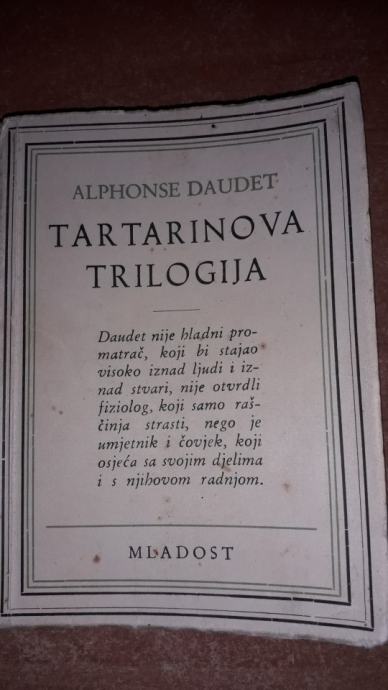 ALPHONSE DAUDET
TARTARINOVA
TRILOGIJA
Daudet nije hladni pro-
matrač, koji bi stajao
visoko iznad ljudi i iz-
nad stvari, nije otvrdli
fiziolog, koji samo raš-
činja strasti, nego je
umjetnik i čovjek, koji
osjeća sa svojim djelima
i s njihovom radnjom.
MLADOST